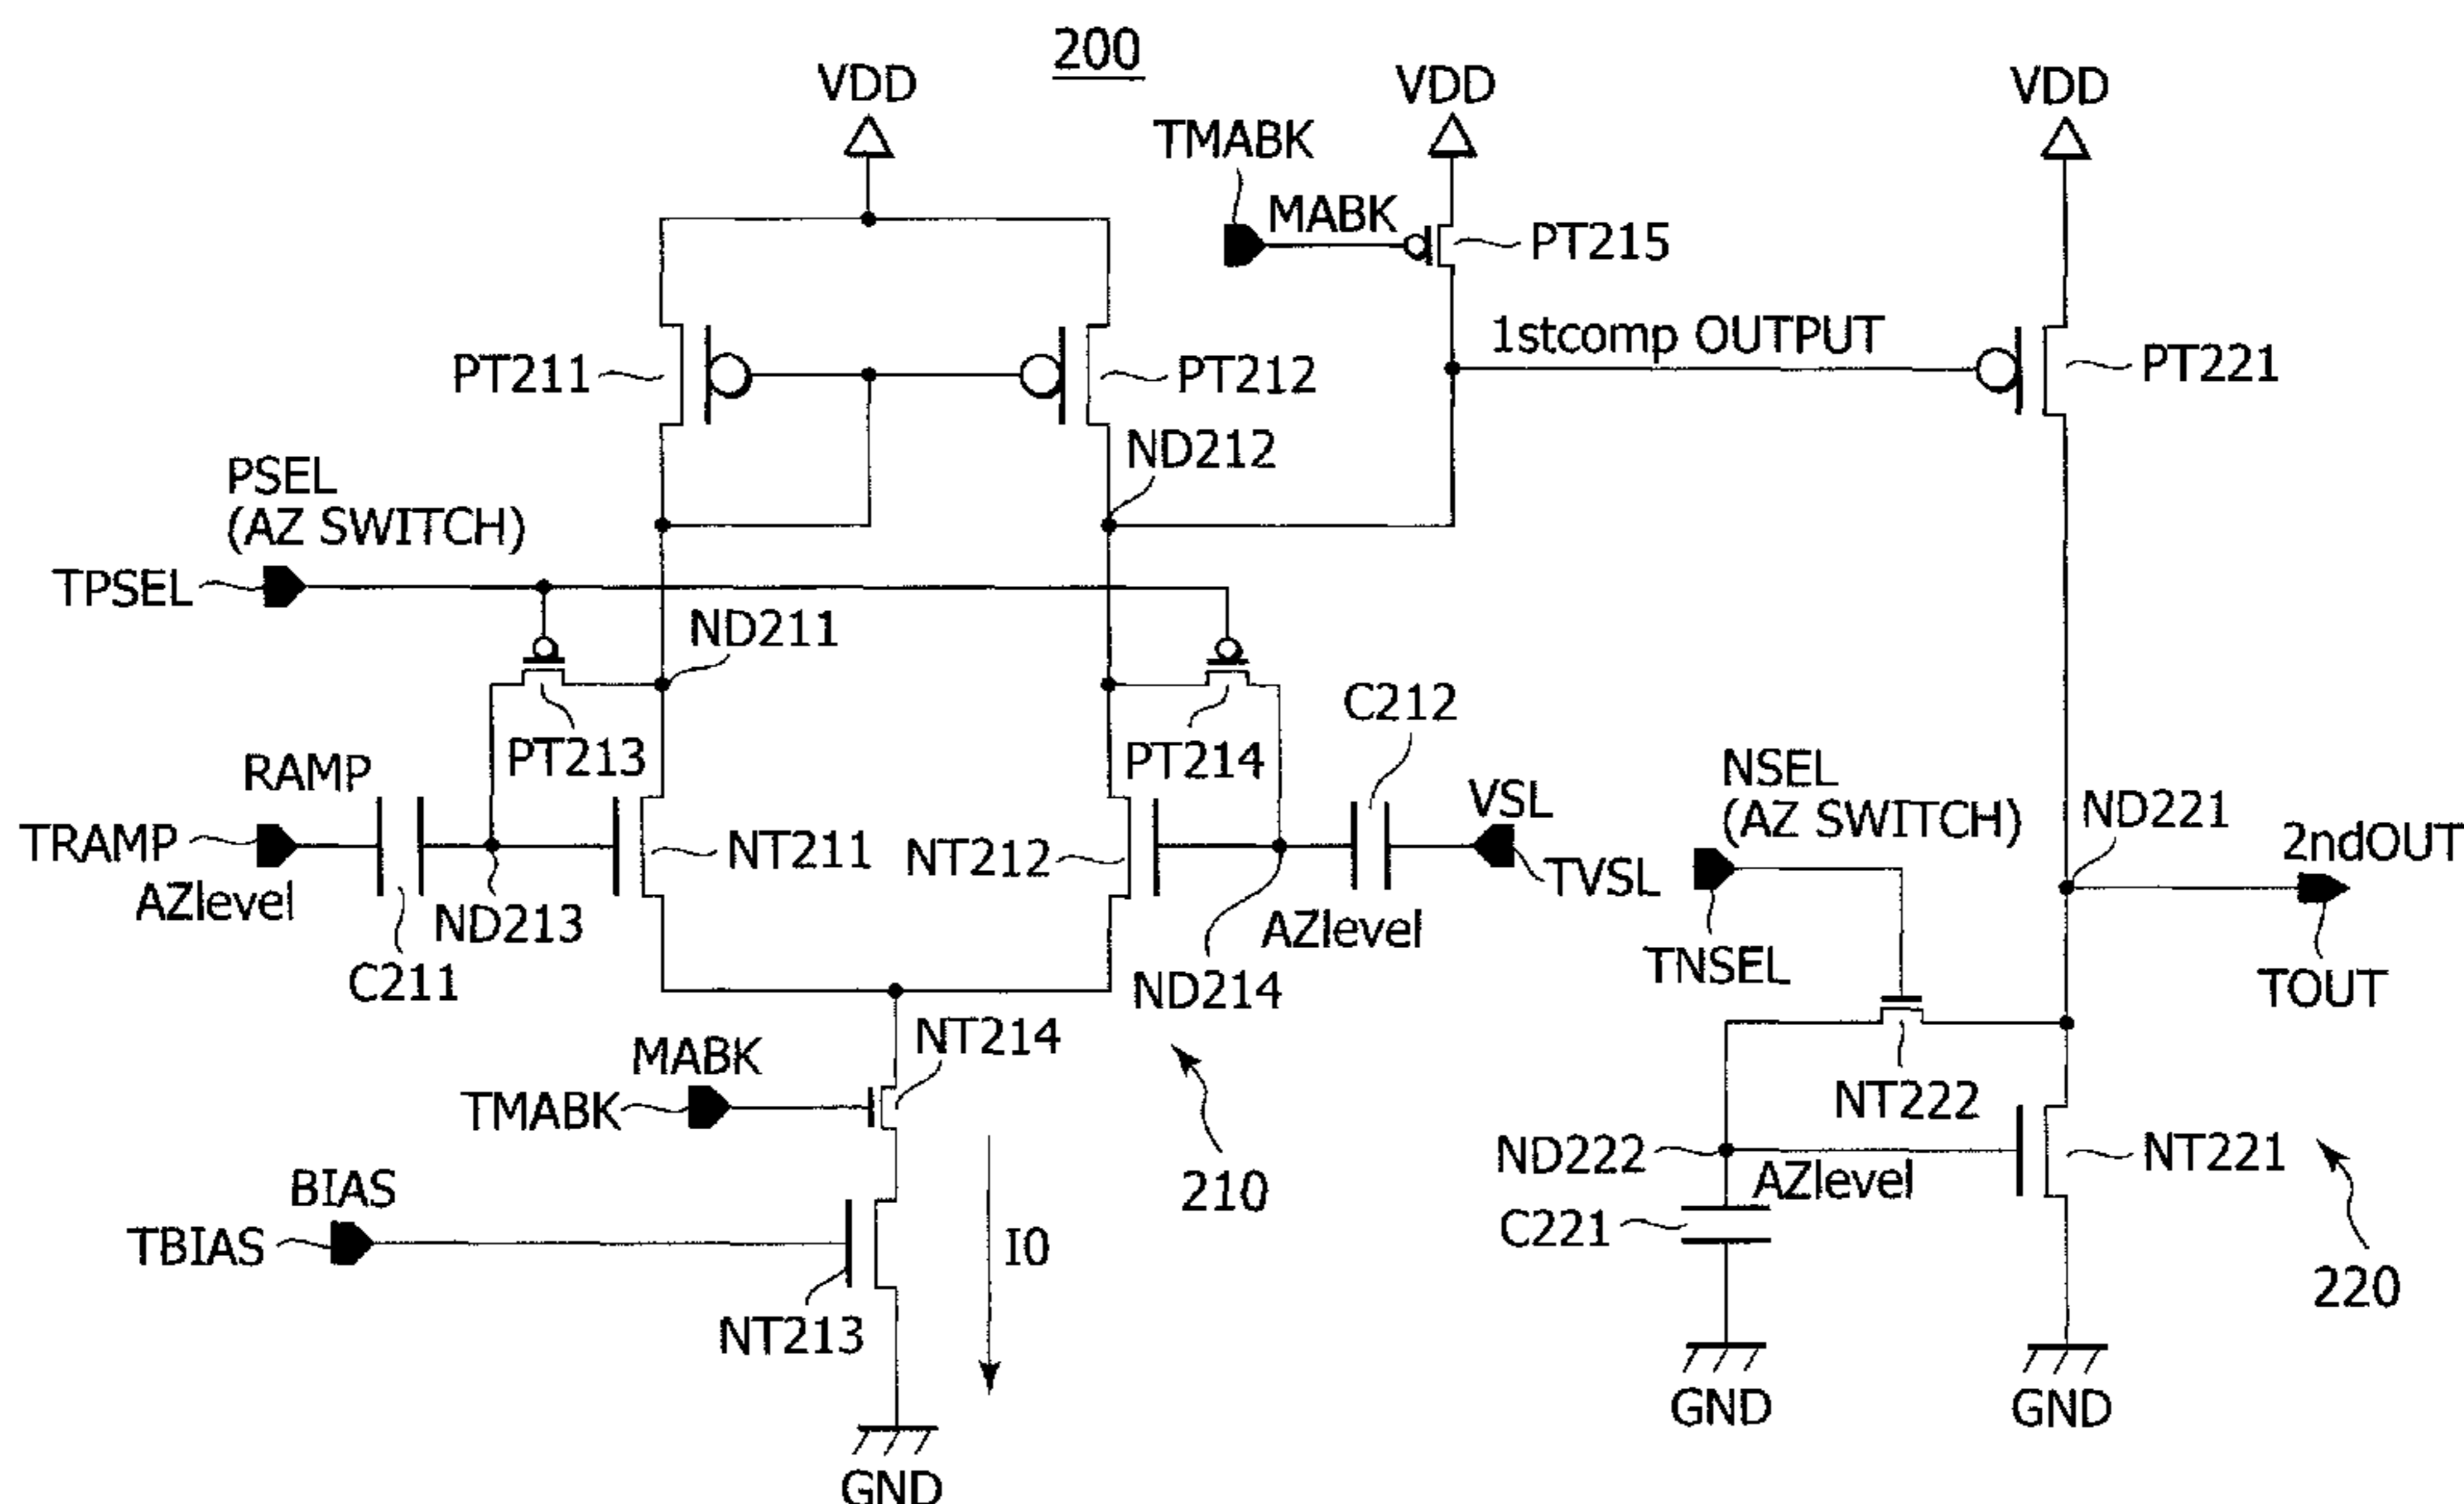 200
VDD
VDD
VDD
TMABK
MABK
PT215
1stcomp OUTPUT
PT211
PT212
PT221
ND212
PSEL
(AZ SWITCH)
TPSEL
ND211
PT213
PT214
C212
RAMP
TRAMP
AZlevel
ND213
C211
NT211
NT212
VSL
TVSL
AZlevel
ND214
NSEL
(AZ SWITCH)
TNSEL
ND221
2ndOUT
TOUT
MABK
TMABK
NT214
NT222
ND222
AZlevel
NT221
C221
210
220
BIAS
TBIAS
I0
NT213
GND
GND
GND